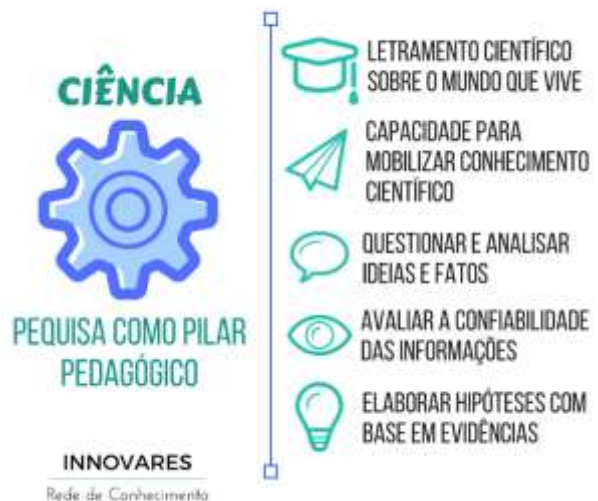 CIÊNCIA
PEQUISA COMO PILAR
PEDAGÓGICO
INNOVARES
Rede de Conhecimento
LETRAMENTO CIENTÍFICO
SOBRE O MUNDO QUE VIVE
CAPACIDADE PARA
MOBILIZAR CONHECIMENTO
CIENTÍFICO
QUESTIONAR E ANALISAR
IDEIAS E FATOS
AVALIAR A CONFIABILIDADE
DAS INFORMAÇÕES
ELABORAR HIPÓTESES COM
BASE EM EVIDÊNCIAS